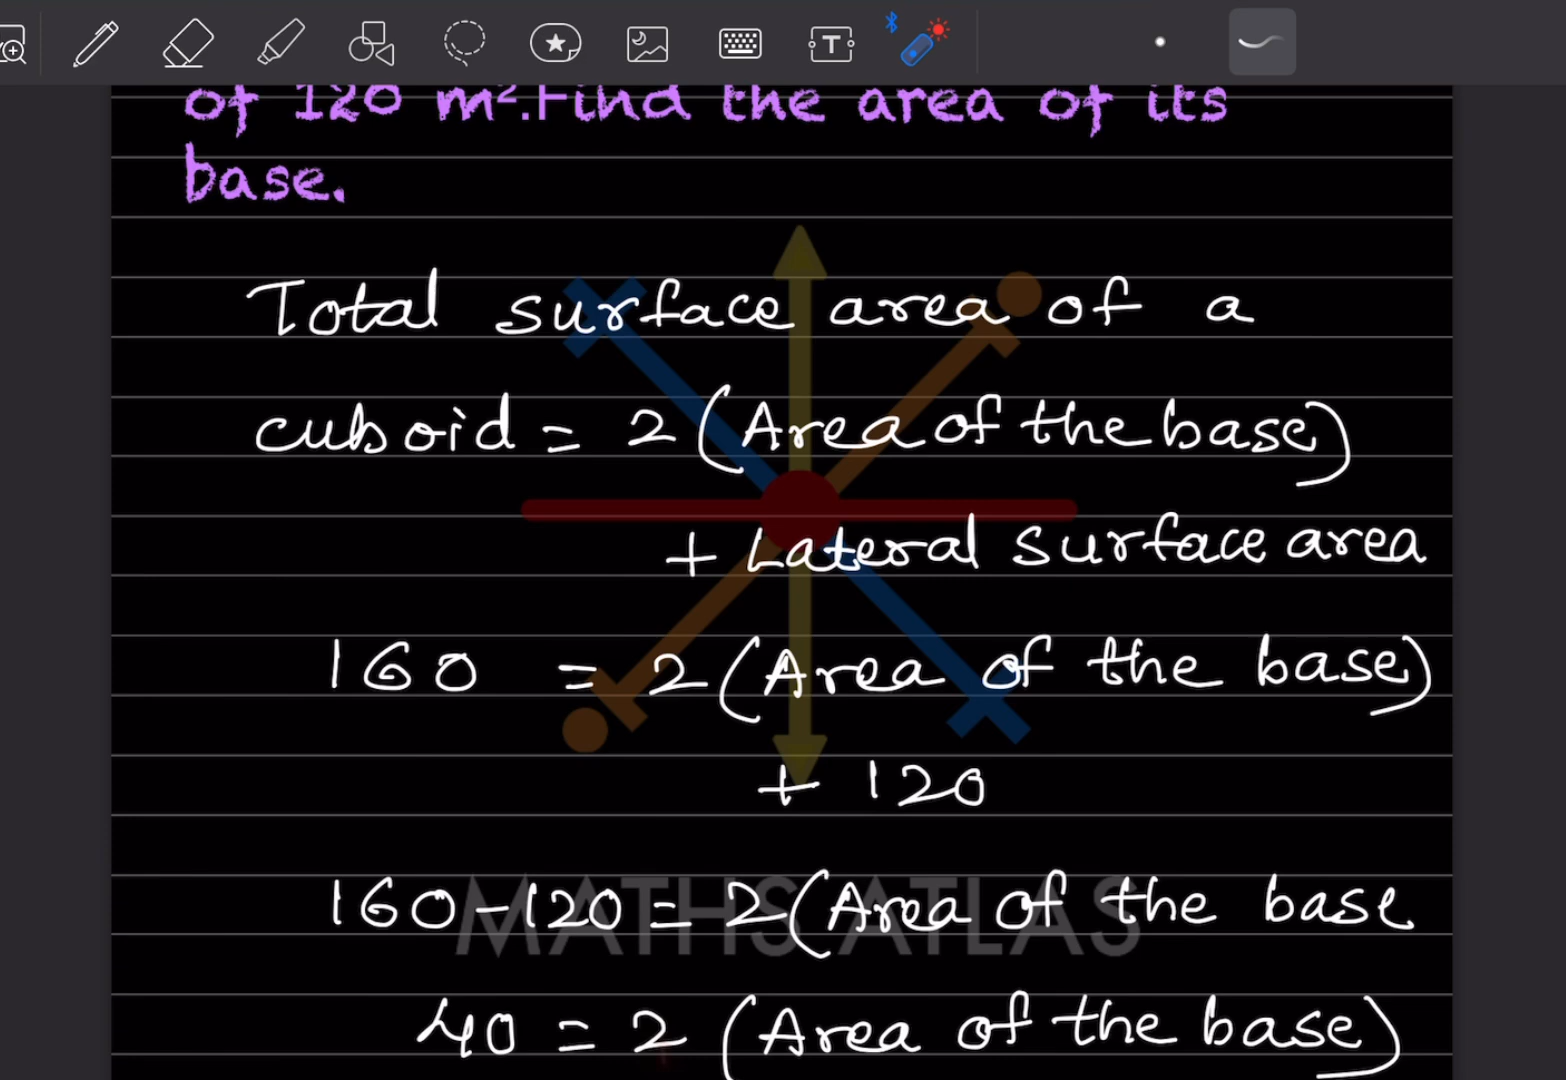 of 120 m².Find the area of its
base.
Total surface area of a
cuboid = 2 (Area of the base)
+ Lateral surface area
160 = 2 (Area of the base)
+ 120
160-120 = 2 (Area of the base
MATHS ATLAS
40 = 2 (Area of the base)